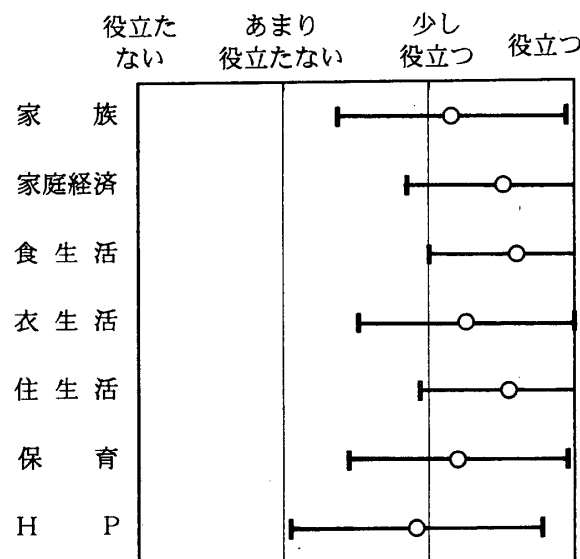 役立た
ない
あまり
役立たない
少し
役立つ
役立つ
家 族
家庭経済
食 生 活
衣 生 活
住 生 活
保 育
H P